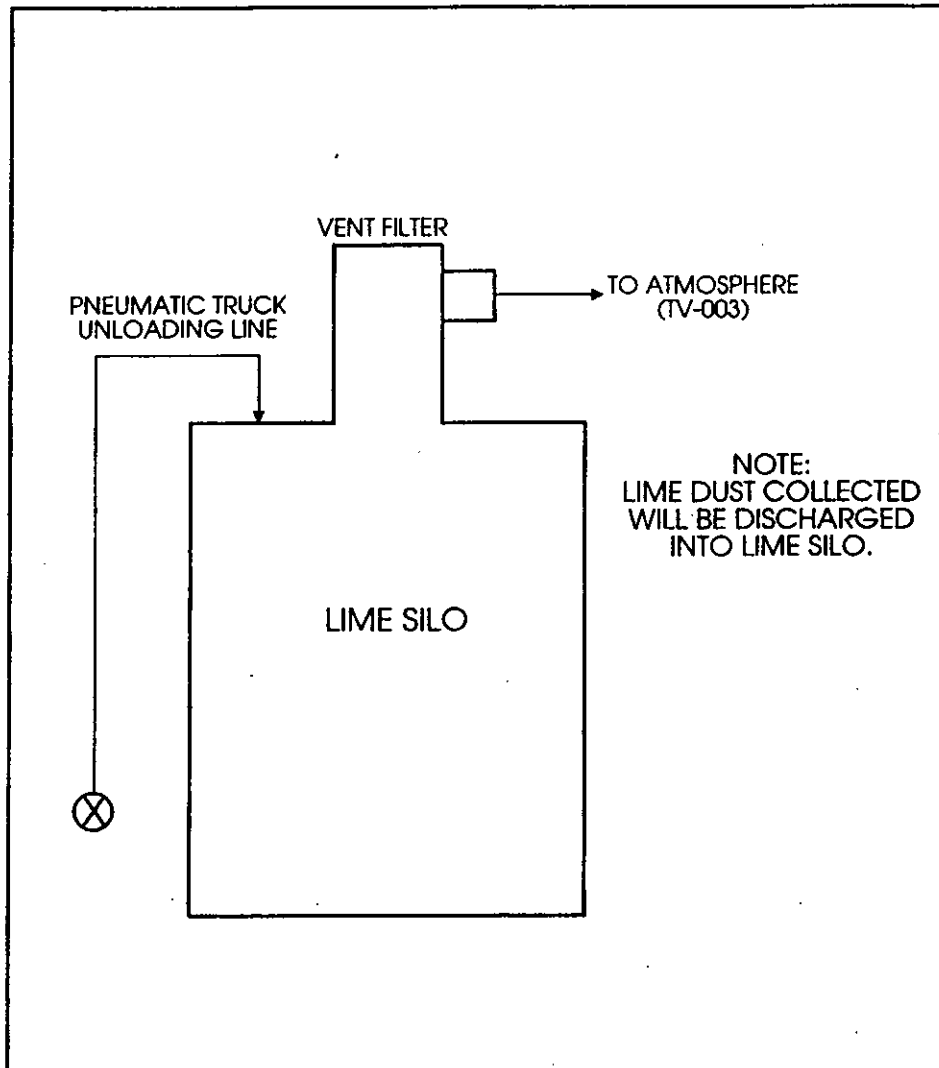 VENT FILTER
TO ATMOSPHERE
(TV-003)
PNEUMATIC TRUCK
UNLOADING LINE
NOTE:
LIME DUST COLLECTED
WILL BE DISCHARGED
INTO LIME SILO.
LIME SILO